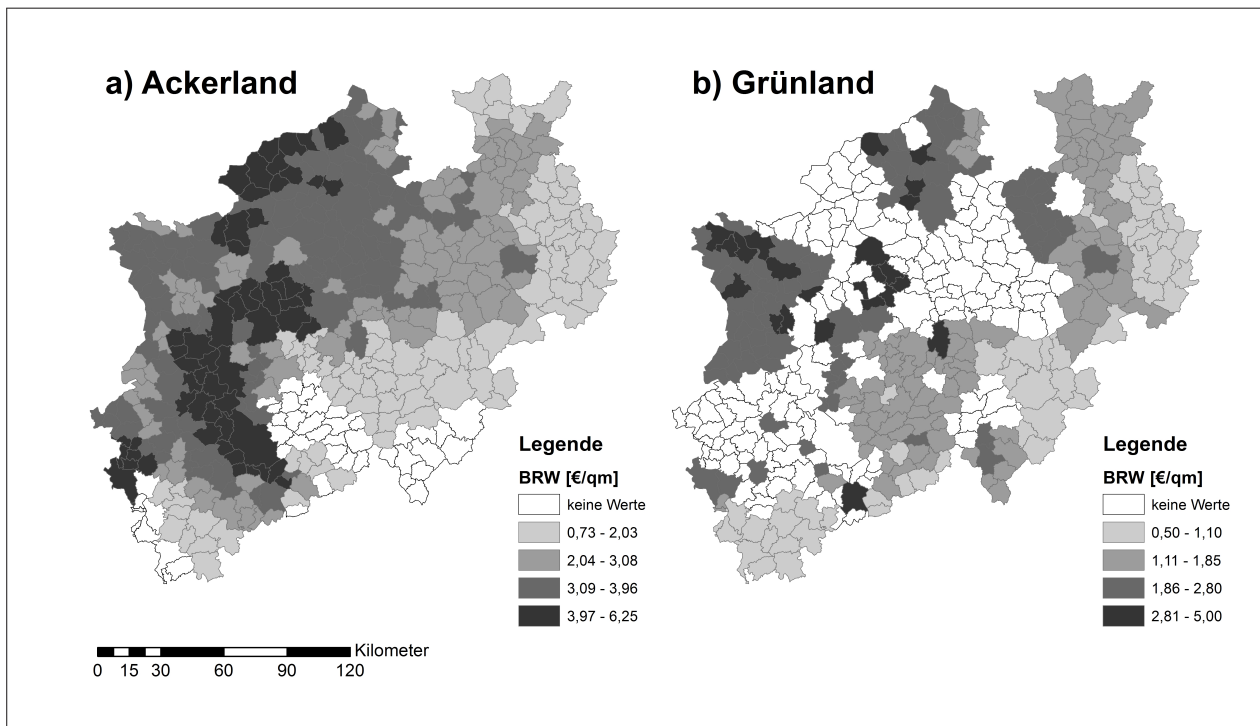 a) Ackerland
b) Grünland
Legende
BRW [€/qm]
keine Werte
0,73 - 2,03
2,04 - 3,08
3,09 - 3,96
3,97 - 6,25
Legende
BRW [€/qm]
keine Werte
0,50 - 1,10
1,11 - 1,85
1,86 - 2,80
2,81 - 5,00
Kilometer
0 15 30 60 90 120